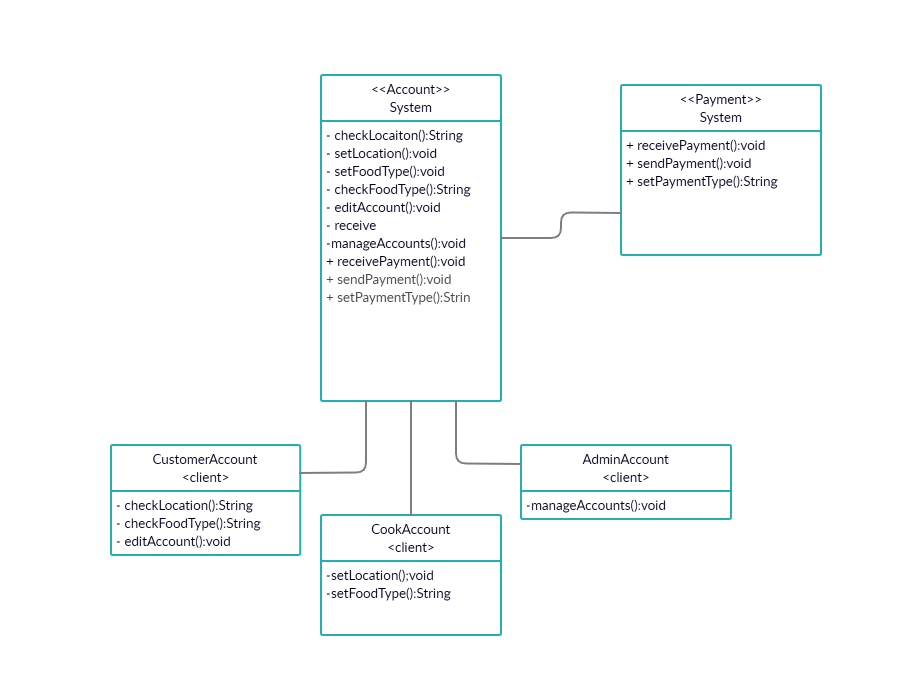 <<Account>>
System
- checkLocaiton():String
- setLocation():void
- setFoodType():void
- checkFoodType():String
- editAccount():void
- receive
-manageAccounts():void
+ receivePayment():void
+ sendPayment():void
+ setPaymentType():Strin
<<Payment>>
System
+ receivePayment():void
+ sendPayment():void
+ setPaymentType():String
CustomerAccount
<client>
- checkLocation():String
- checkFoodType():String
- editAccount():void
CookAccount
<client>
-setLocation();void
-setFoodType():String
AdminAccount
<client>
-manageAccounts():void